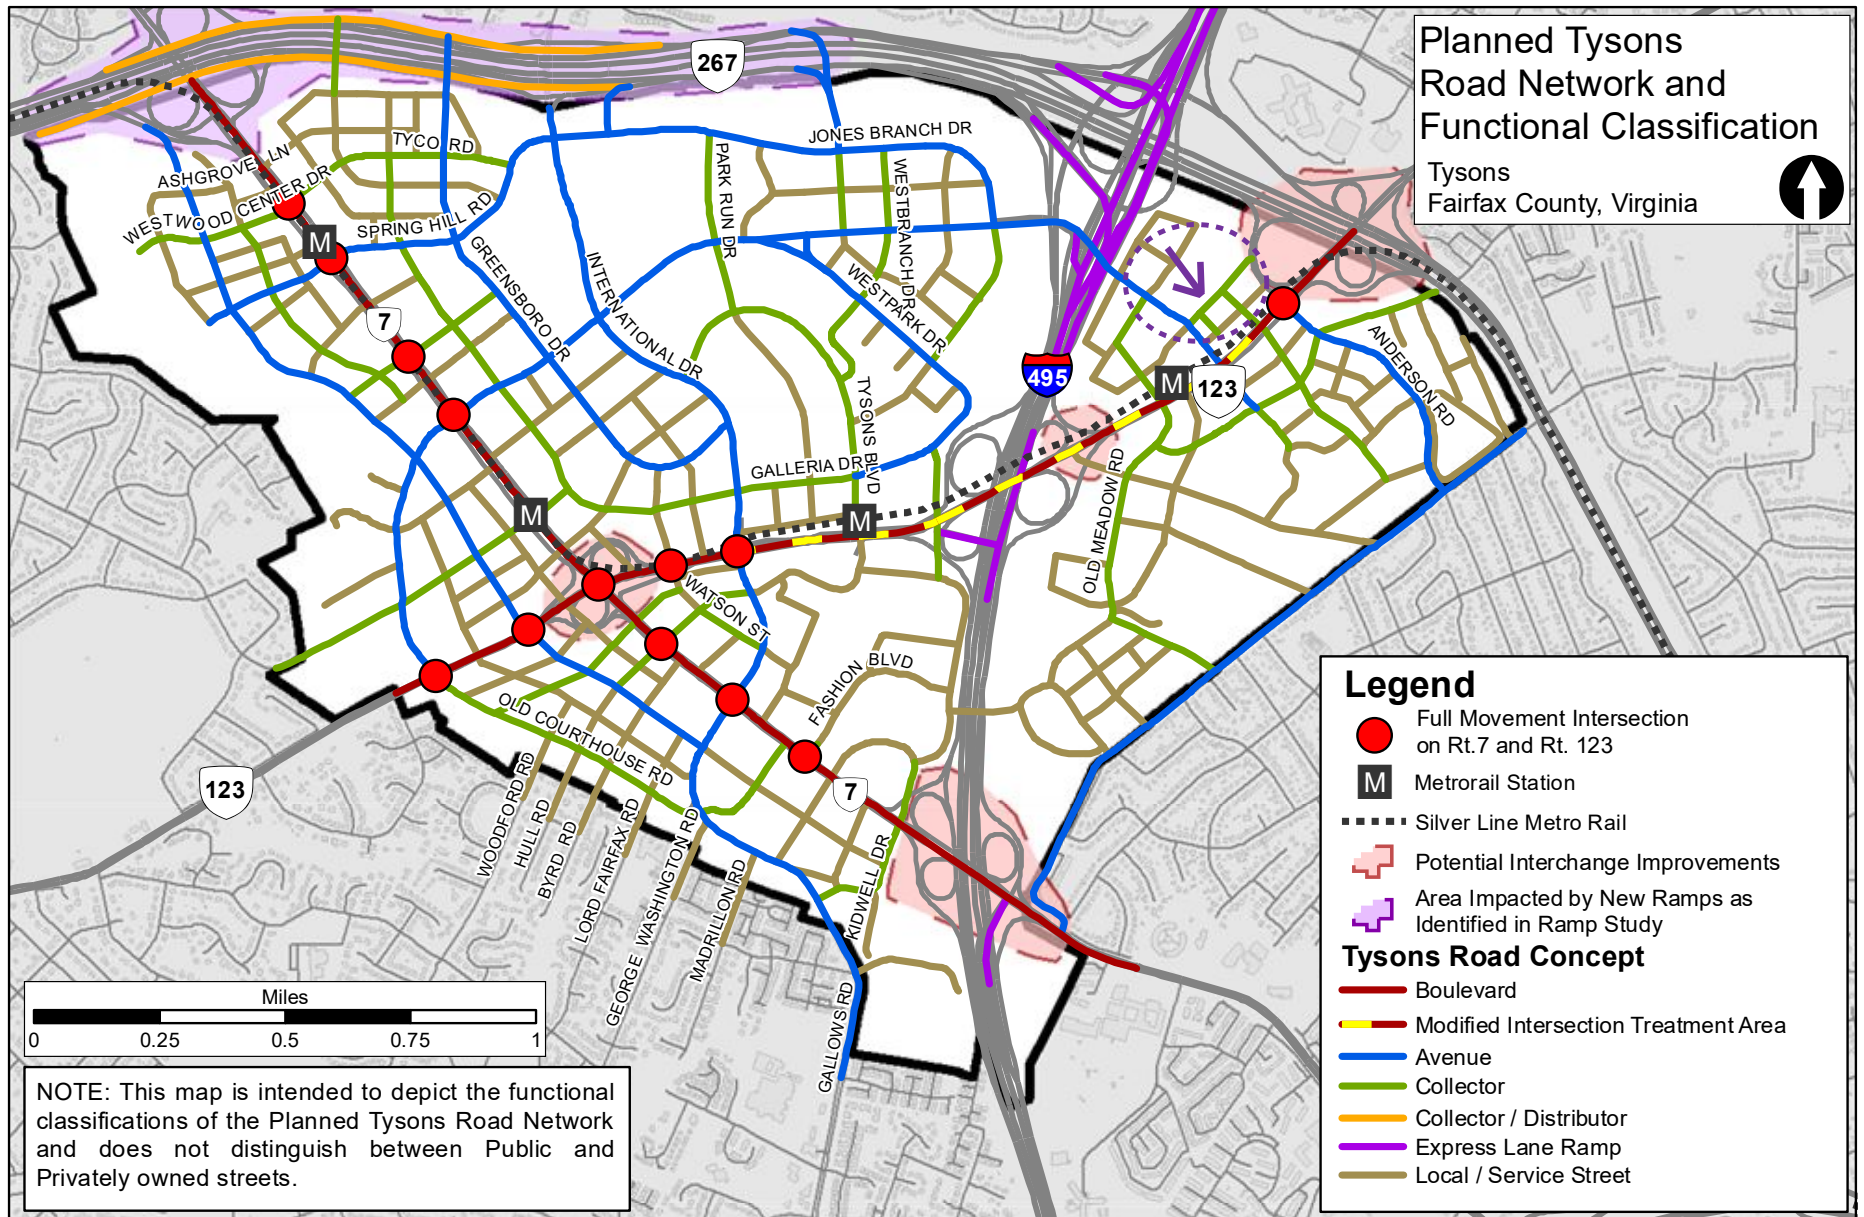 Planned Tysons
Road Network and
Functional Classification
Tysons
Fairfax County, Virginia
267
TYCO RD
JONES BRANCH DR
ASHGROVE LN
WESTWOOD CENTER DR
SPRING HILL RD
PARK RUN DR
WESTBRANCH DR
M
GREENSBORO DR
INTERNATIONAL DR
WESTPARK DR
7
ANDERSON RD
495
M
123
TYSONS BLVD
GALLERIA DR
M
M
OLD MEADOW RD
WATSON ST
FASHION BLVD
OLD COURTHOUSE RD
123
7
WOODFORD RD
HULL RD
BYRD RD
LORD FAIRFAX RD
GEORGE WASHINGTON RD
MADRILLON RD
KIDWELL DR
GALLOWS RD
Legend
Full Movement Intersection
on Rt.7 and Rt. 123
M
Metrorail Station
Silver Line Metro Rail
Potential Interchange Improvements
Area Impacted by New Ramps as
Identified in Ramp Study
Tysons Road Concept
Boulevard
Modified Intersection Treatment Area
Avenue
Collector
Collector / Distributor
Express Lane Ramp
Local / Service Street
Miles
0 0.25 0.5 0.75 1
NOTE: This map is intended to depict the functional
classifications of the Planned Tysons Road Network
and does not distinguish between Public and
Privately owned streets.